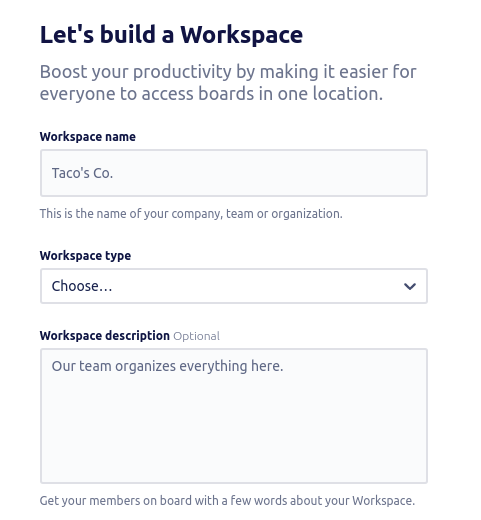 Let's build a Workspace
Boost your productivity by making it easier for
everyone to access boards in one location.
Workspace name
Taco's Co.
This is the name of your company, team or organization.
Workspace type
Choose…
Workspace description Optional
Our team organizes everything here.
Get your members on board with a few words about your Workspace.